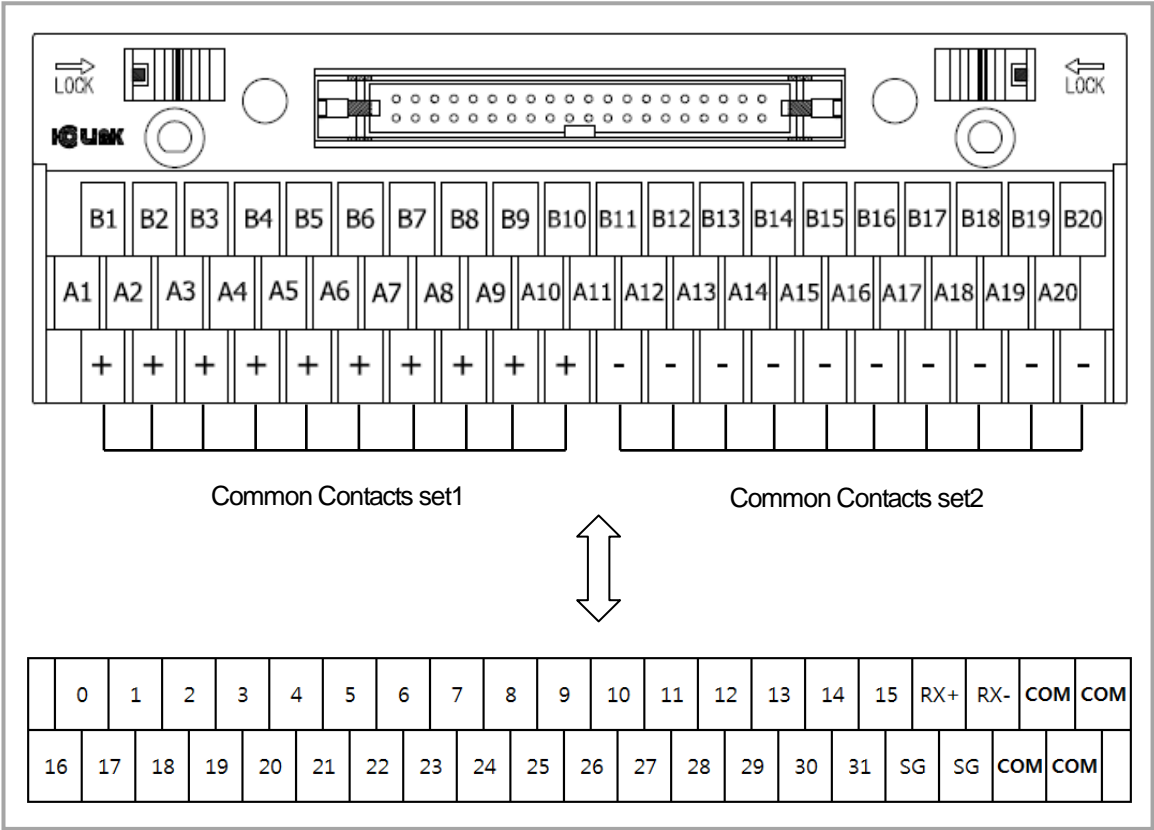 LOCK LOCK
B1 B2 B3 B4 B5 B6 B7 B8 B9 B10 B11 B12 B13 B14 B15 B16 B17 B18 B19 B20
A1 A2 A3 A4 A5 A6 A7 A8 A9 A10 A11 A12 A13 A14 A15 A16 A17 A18 A19 A20
+ + + + + + + + + + - - - - - - - - - -
Common Contacts set1 Common Contacts set2
0 1 2 3 4 5 6 7 8 9 10 11 12 13 14 15 RX+ RX- COM COM
16 17 18 19 20 21 22 23 24 25 26 27 28 29 30 31 SG SG COM COM